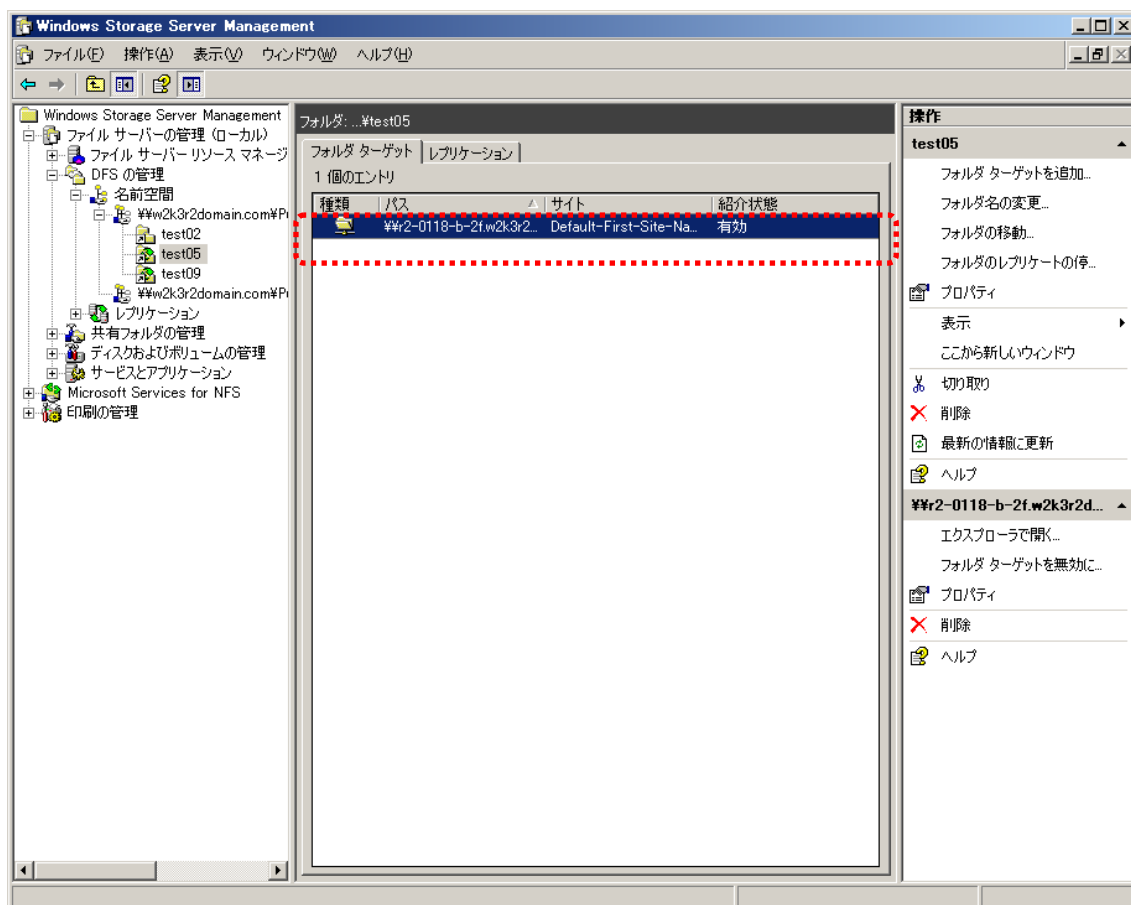 Windows Storage Server Management
ファイル(F) 操作(A) 表示(V) ウィンドウ(W) ヘルプ(H)
Windows Storage Server Management
ファイル サーバーの管理 (ローカル)
ファイル サーバー リソース マネージ
DFS の管理
名前空間
¥¥w2k3r2domain.com¥Pu
test02
test05
test09
¥¥w2k3r2domain.com¥Pu
レプリケーション
共有フォルダの管理
ディスクおよびボリュームの管理
サービスとアプリケーション
Microsoft Services for NFS
印刷の管理
フォルダ: ...¥test05
フォルダ ターゲット レプリケーション
1 個のエントリ
種類 パス サイト 紹介状態
¥¥r2-0118-b-2f.w2k3r2... Default-First-Site-Na... 有効
操作
test05
フォルダ ターゲットを追加...
フォルダ名の変更...
フォルダの移動...
フォルダのレプリケートの停...
プロパティ
表示
ここから新しいウィンドウ
切り取り
削除
最新の情報に更新
ヘルプ
¥¥r2-0118-b-2f.w2k3r2d...
エクスプローラで開く...
フォルダ ターゲットを無効に...
プロパティ
削除
ヘルプ